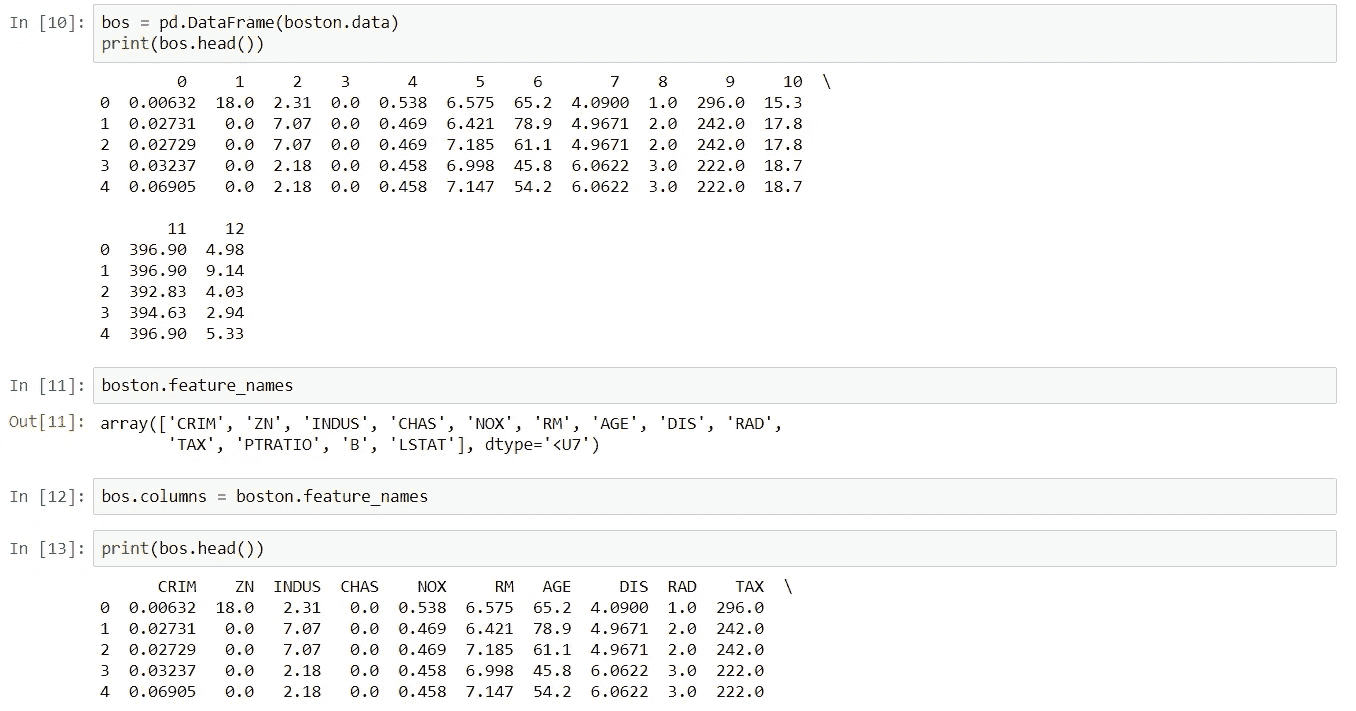 In [10]: bos = pd.DataFrame(boston.data)
print(bos.head())
0 1 2 3 4 5 6 7 8 9 10 \
0 0.00632 18.0 2.31 0.0 0.538 6.575 65.2 4.0900 1.0 296.0 15.3
1 0.02731 0.0 7.07 0.0 0.469 6.421 78.9 4.9671 2.0 242.0 17.8
2 0.02729 0.0 7.07 0.0 0.469 7.185 61.1 4.9671 2.0 242.0 17.8
3 0.03237 0.0 2.18 0.0 0.458 6.998 45.8 6.0622 3.0 222.0 18.7
4 0.06905 0.0 2.18 0.0 0.458 7.147 54.2 6.0622 3.0 222.0 18.7
11 12
0 396.90 4.98
1 396.90 9.14
2 392.83 4.03
3 394.63 2.94
4 396.90 5.33
In [11]: boston.feature_names
Out[11]: array(['CRIM', 'ZN', 'INDUS', 'CHAS', 'NOX', 'RM', 'AGE', 'DIS', 'RAD',
'TAX', 'PTRATIO', 'B', 'LSTAT'], dtype='<U7')
In [12]: bos.columns = boston.feature_names
In [13]: print(bos.head())
CRIM ZN INDUS CHAS NOX RM AGE DIS RAD TAX \
0 0.00632 18.0 2.31 0.0 0.538 6.575 65.2 4.0900 1.0 296.0
1 0.02731 0.0 7.07 0.0 0.469 6.421 78.9 4.9671 2.0 242.0
2 0.02729 0.0 7.07 0.0 0.469 7.185 61.1 4.9671 2.0 242.0
3 0.03237 0.0 2.18 0.0 0.458 6.998 45.8 6.0622 3.0 222.0
4 0.06905 0.0 2.18 0.0 0.458 7.147 54.2 6.0622 3.0 222.0